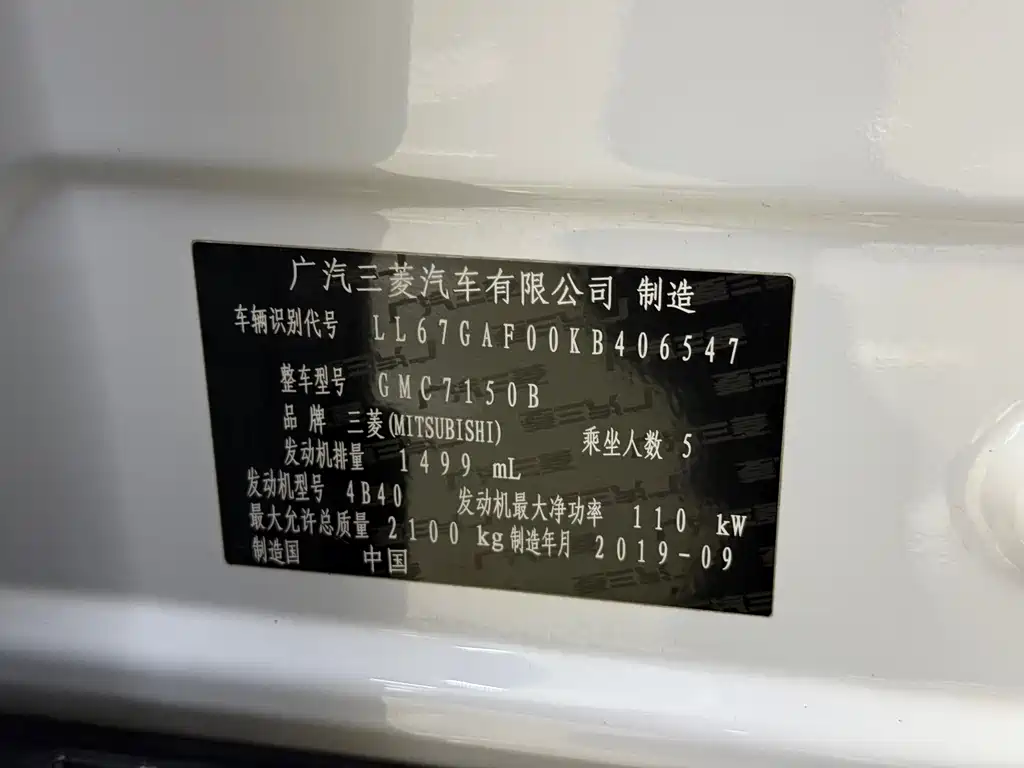 广汽三菱汽车有限公司 制造
车辆识别代号 LL67GAF00KB406547
整车型号 GMC7150B
品牌 三菱(MITSUBISHI) 乘坐人数 5
发动机排量 1499 mL
发动机型号 4B40 发动机最大净功率 110 kW
最大允许总质量 2100 kg 制造年月 2019-09
制造国 中国